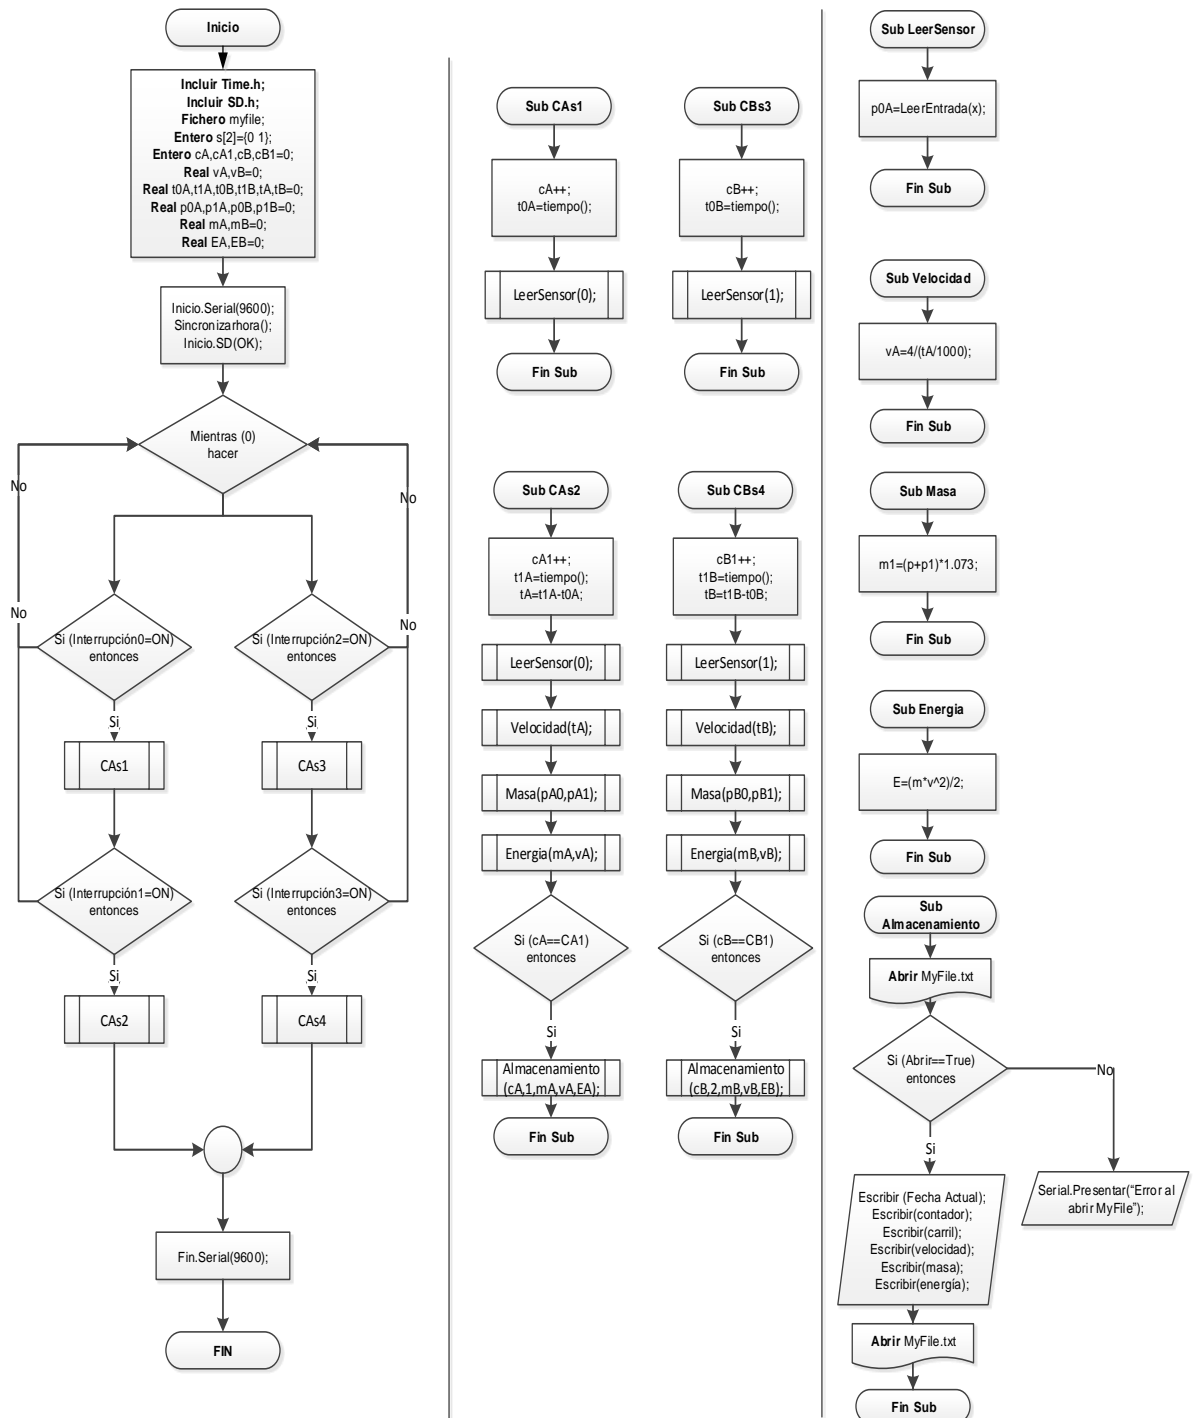 Inicio
Incluir Time.h;
Incluir SD.h;
Fichero myfile;
Entero s[2]={0 1};
Entero cA,cA1,cB,cB1=0;
Real vA,vB=0;
Real t0A,t1A,t0B,t1B,tA,tB=0;
Real p0A,p1A,p0B,p1B=0;
Real mA,mB=0;
Real EA,EB=0;
Inicio.Serial(9600);
Sincronizarhora();
Inicio.SD(OK);
Mientras (0)
hacer
No
No
No
No
Si (Interrupción0=ON)
entonces
Si (Interrupción2=ON)
entonces
Si
Si
CAs1
CAs3
Si (Interrupción1=ON)
entonces
Si (Interrupción3=ON)
entonces
Si
Si
CAs2
CAs4
Fin.Serial(9600);
FIN
Sub CAs1
cA++;
t0A=tiempo();
LeerSensor(0);
Fin Sub
Sub CBs3
cB++;
t0B=tiempo();
LeerSensor(1);
Fin Sub
Sub CAs2
cA1++;
t1A=tiempo();
tA=t1A-t0A;
LeerSensor(0);
Velocidad(tA);
Masa(pA0,pA1);
Energia(mA,vA);
Si (cA==CA1)
entonces
Si
Almacenamiento
(cA,1,mA,vA,EA);
Fin Sub
Sub CBs4
cB1++;
t1B=tiempo();
tB=t1B-t0B;
LeerSensor(1);
Velocidad(tB);
Masa(pB0,pB1);
Energia(mB,vB);
Si (cB==CB1)
entonces
Si
Almacenamiento
(cB,2,mB,vB,EB);
Fin Sub
Sub LeerSensor
p0A=LeerEntrada(x);
Fin Sub
Sub Velocidad
vA=4/(tA/1000);
Fin Sub
Sub Masa
m1=(p+p1)*1.073;
Fin Sub
Sub Energia
E=(m*v^2)/2;
Fin Sub
Sub
Almacenamiento
Abrir MyFile.txt
Si (Abrir==True)
entonces
No
Si
Serial.Presentar(“Error al
abrir MyFile”);
Escribir (Fecha Actual);
Escribir(contador);
Escribir(carril);
Escribir(velocidad);
Escribir(masa);
Escribir(energía);
Abrir MyFile.txt
Fin Sub